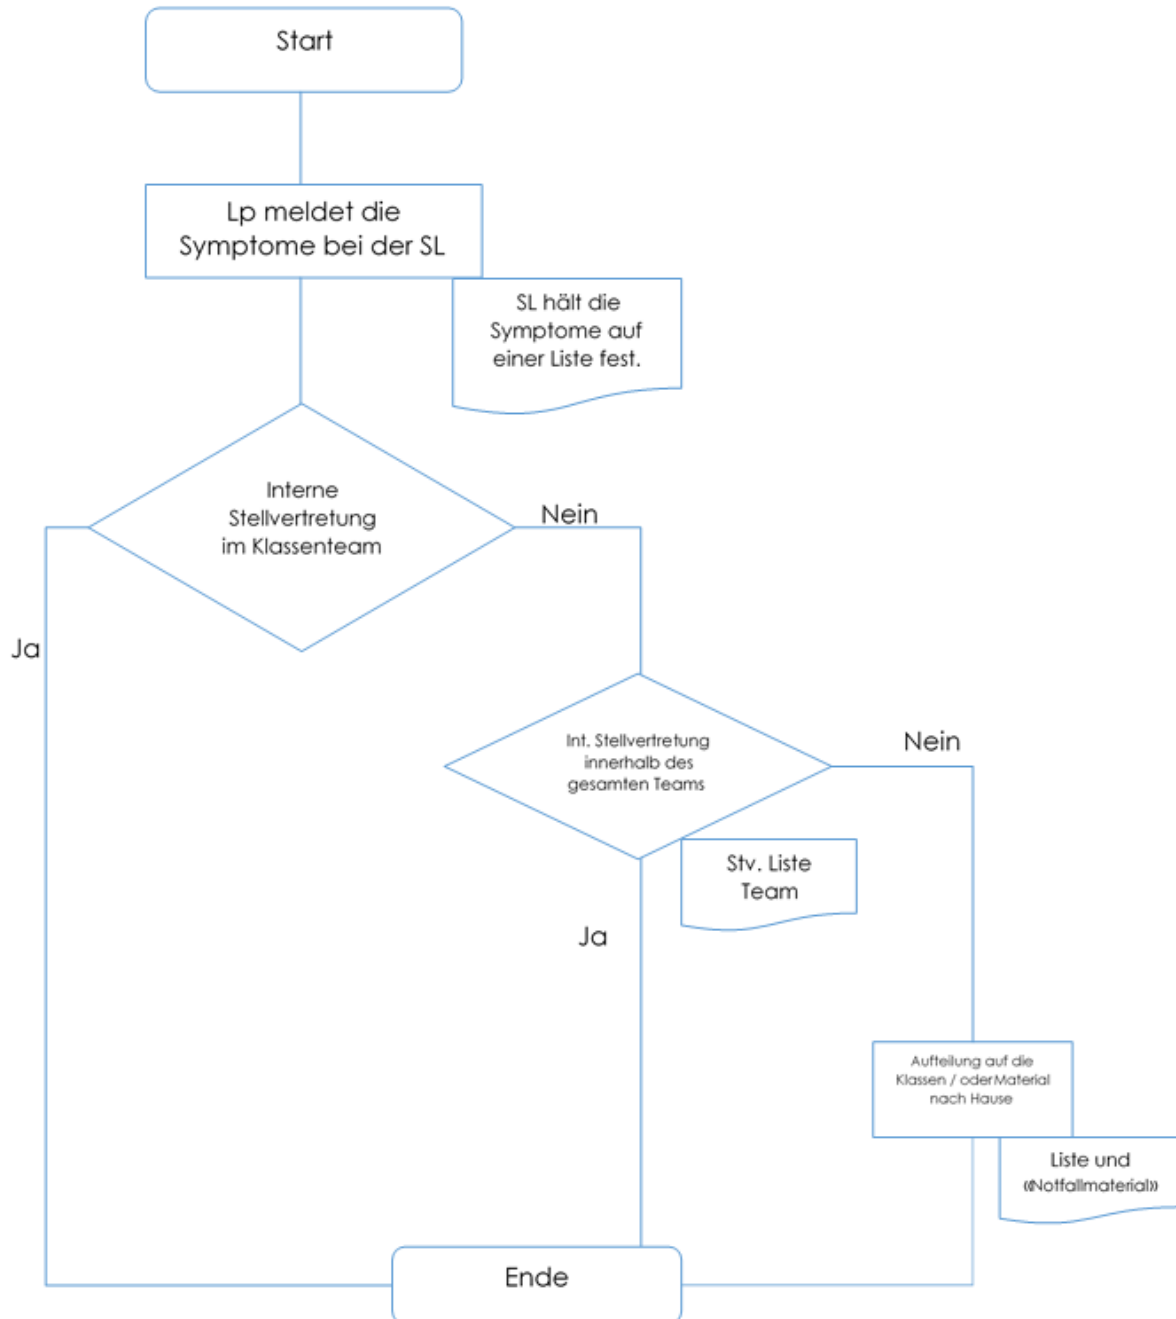 Start
Lp meldet die
Symptome bei der SL
SL hält die
Symptome auf
einer Liste fest.
Interne
Stellvertretung
im Klassenteam
Nein
Ja
Int. Stellvertretung
innerhalb des
gesamten Teams
Nein
Stv. Liste
Team
Ja
Aufteilung auf die
Klassen / oder Material
nach Hause
Liste und
«Notfallmaterial»
Ende